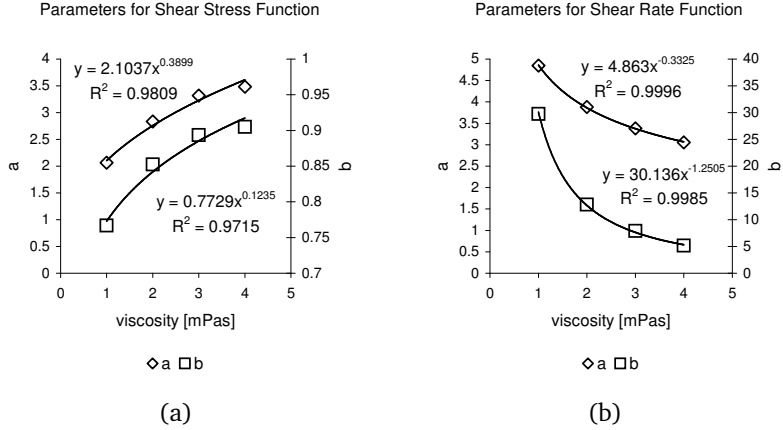 Parameters for Shear Stress Function
4
3.5
3
2.5
2
1.5
1
0.5
0
a
1
0.95
0.9
0.85
0.8
0.75
0.7
b
y = 2.1037x^0.3899
R² = 0.9809
y = 0.7729x^0.1235
R² = 0.9715
0 1 2 3 4 5
viscosity [mPas]
a b
(a)
Parameters for Shear Rate Function
5
4.5
4
3.5
3
2.5
2
1.5
1
0.5
0
a
40
35
30
25
20
15
10
5
0
b
y = 4.863x^-0.3325
R² = 0.9996
y = 30.136x^-1.2505
R² = 0.9985
0 1 2 3 4 5
viscosity [mPas]
a b
(b)